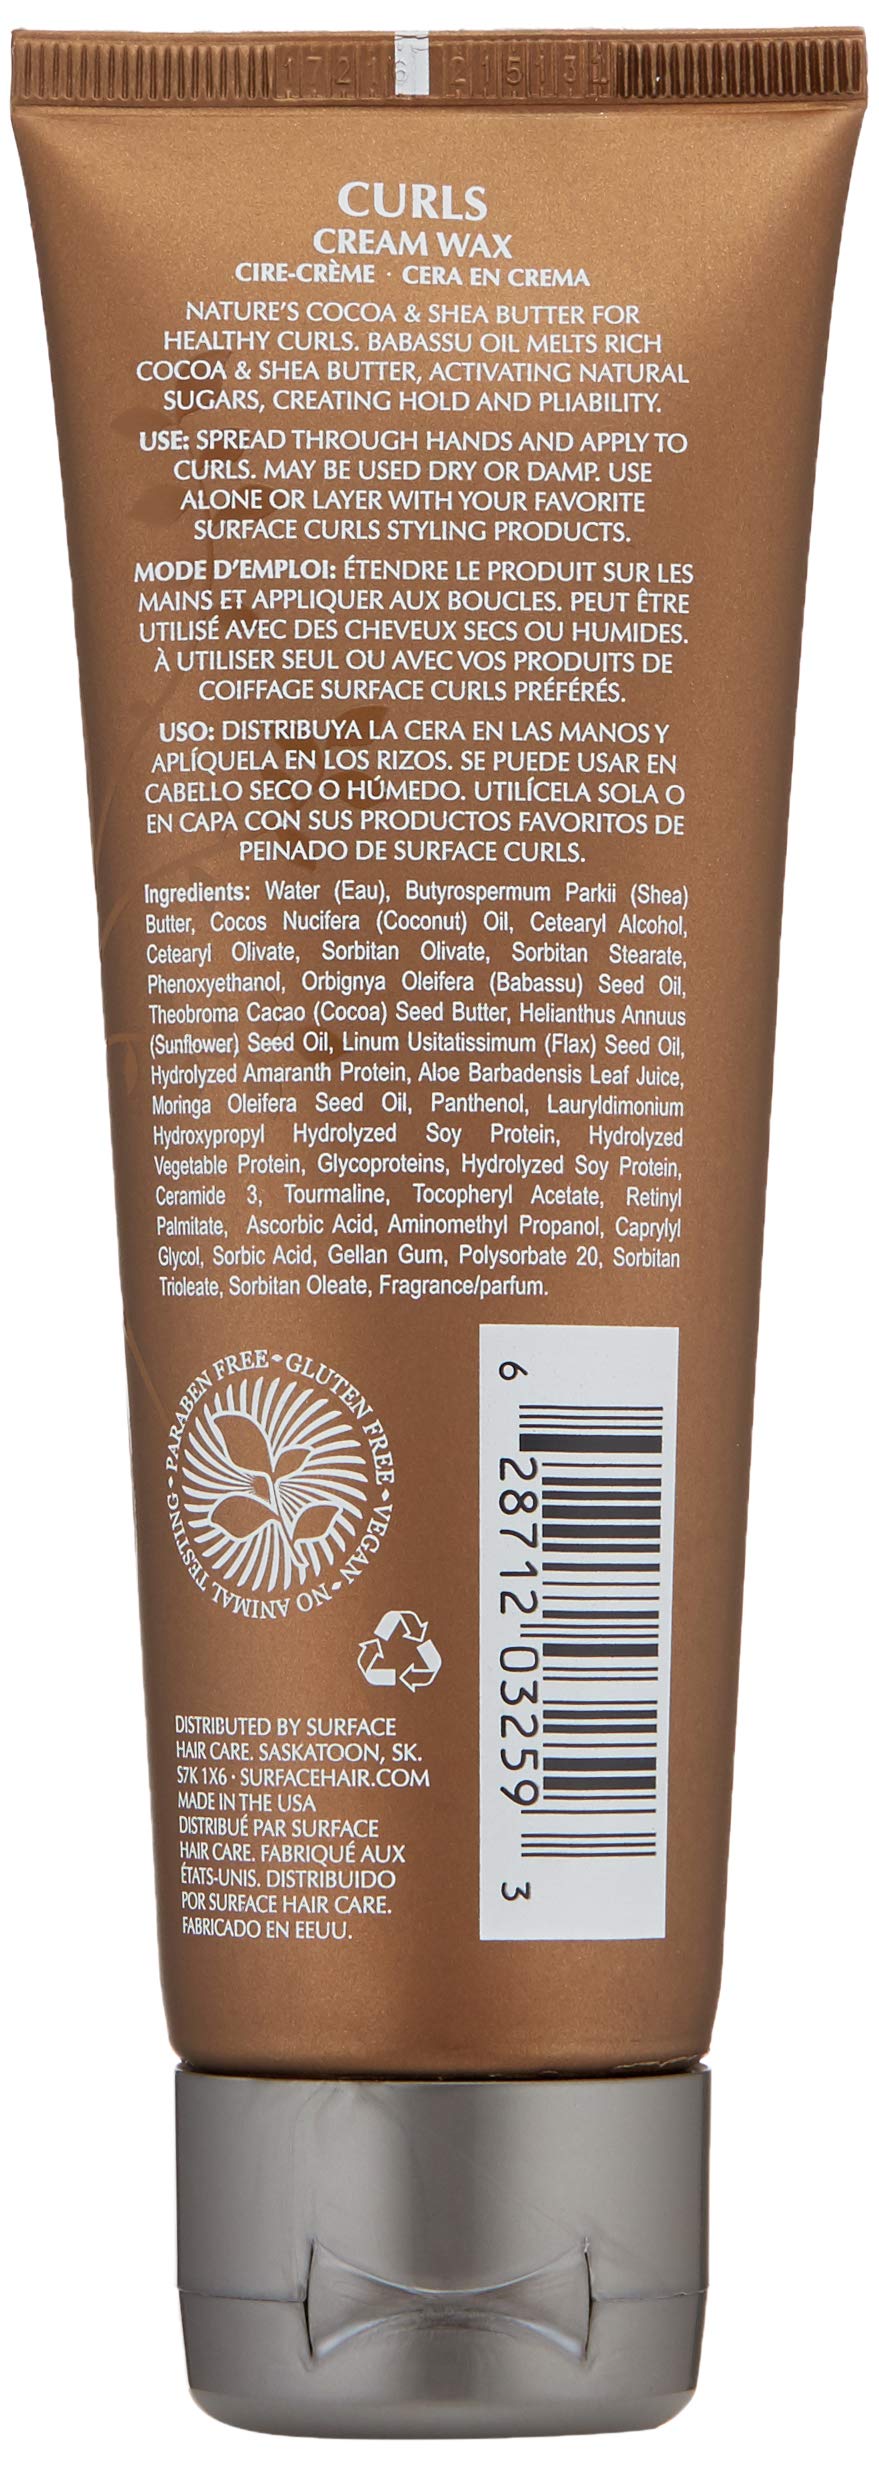 17216 215131
CURLS
CREAM WAX
CIRE-CRÈME · CERA EN CREMA
NATURE'S COCOA & SHEA BUTTER FOR
HEALTHY CURLS. BABASSU OIL MELTS RICH
COCOA & SHEA BUTTER, ACTIVATING NATURAL
SUGARS, CREATING HOLD AND PLIABILITY.
USE: SPREAD THROUGH HANDS AND APPLY TO
CURLS. MAY BE USED DRY OR DAMP. USE
ALONE OR LAYER WITH YOUR FAVORITE
SURFACE CURLS STYLING PRODUCTS.
MODE D'EMPLOI: ÉTENDRE LE PRODUIT SUR LES
MAINS ET APPLIQUER AUX BOUCLES. PEUT ÊTRE
UTILISÉ AVEC DES CHEVEUX SECS OU HUMIDES.
À UTILISER SEUL OU AVEC VOS PRODUITS DE
COIFFAGE SURFACE CURLS PRÉFÉRÉS.
USO: DISTRIBUYA LA CERA EN LAS MANOS Y
APLÍQUELA EN LOS RIZOS. SE PUEDE USAR EN
CABELLO SECO O HÚMEDO. UTILÍCELA SOLA O
EN CAPA CON SUS PRODUCTOS FAVORITOS DE
PEINADO DE SURFACE CURLS.
Ingredients: Water (Eau), Butyrospermum Parkii (Shea)
Butter, Cocos Nucifera (Coconut) Oil, Cetearyl Alcohol,
Cetearyl Olivate, Sorbitan Olivate, Sorbitan Stearate,
Phenoxyethanol, Orbignya Oleifera (Babassu) Seed Oil,
Theobroma Cacao (Cocoa) Seed Butter, Helianthus Annuus
(Sunflower) Seed Oil, Linum Usitatissimum (Flax) Seed Oil,
Hydrolyzed Amaranth Protein, Aloe Barbadensis Leaf Juice,
Moringa Oleifera Seed Oil, Panthenol, Lauryldimonium
Hydroxypropyl Hydrolyzed Soy Protein, Hydrolyzed
Vegetable Protein, Glycoproteins, Hydrolyzed Soy Protein,
Ceramide 3, Tourmaline, Tocopheryl Acetate, Retinyl
Palmitate, Ascorbic Acid, Aminomethyl Propanol, Caprylyl
Glycol, Sorbic Acid, Gellan Gum, Polysorbate 20, Sorbitan
Trioleate, Sorbitan Oleate, Fragrance/parfum.
PARABEN FREE • GLUTEN FREE • VEGAN • NO ANIMAL TESTING •
6 28712 03259 3
DISTRIBUTED BY SURFACE
HAIR CARE. SASKATOON, SK.
S7K 1X6 · SURFACEHAIR.COM
MADE IN THE USA
DISTRIBUÉ PAR SURFACE
HAIR CARE. FABRIQUÉ AUX
ÉTATS-UNIS. DISTRIBUIDO
POR SURFACE HAIR CARE.
FABRICADO EN EEUU.